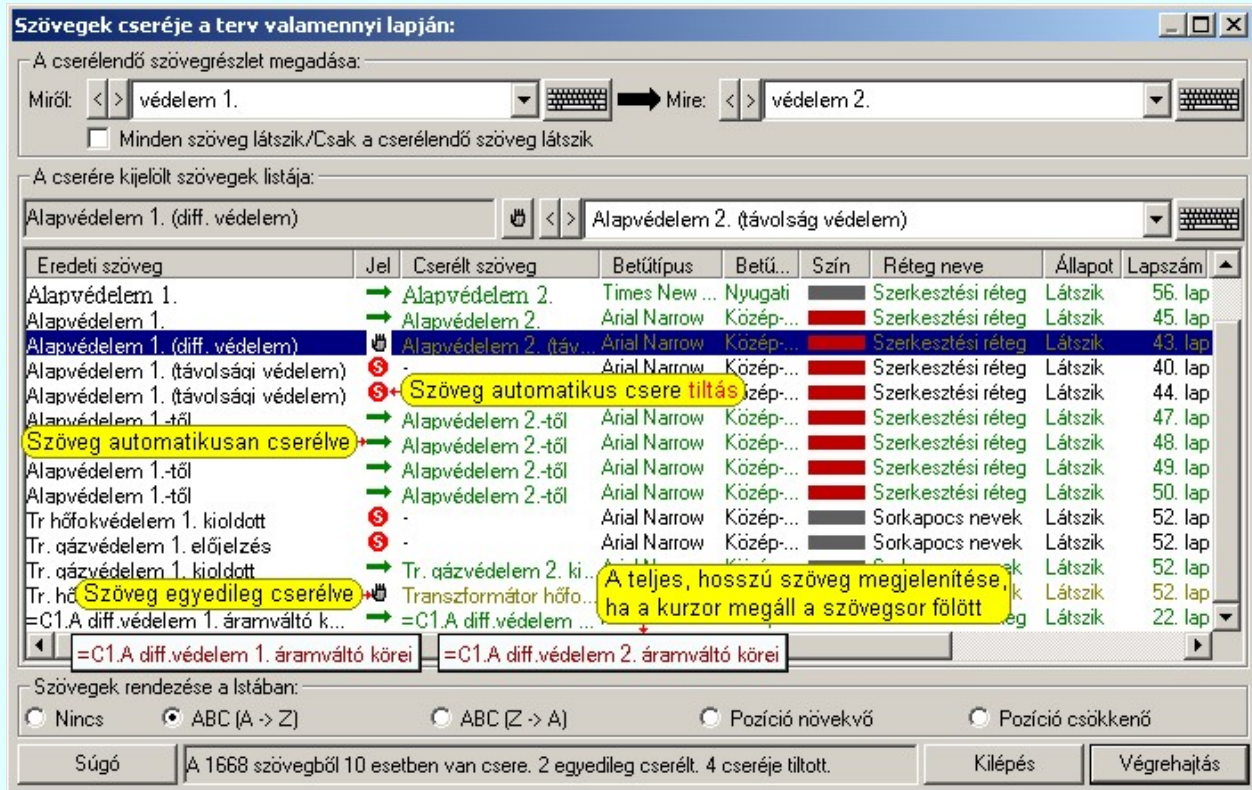 Szövegek cseréje a terv valamennyi lapján:
A cserélendő szövegrészlet megadása:
Miről: < > védelem 1. Mire: < > védelem 2.
Minden szöveg látszik/Csak a cserélendő szöveg látszik
A cserére kijelölt szövegek listája:
Alapvédelem 1. (diff. védelem) < > Alapvédelem 2. (távolság védelem)
Eredeti szöveg Jel Cserélt szöveg Betűtípus Betű... Szín Réteg neve Állapot Lapszám
Alapvédelem 1. Alapvédelem 2. Times New ... Nyugati Szerkesztési réteg Látszik 56. lap
Alapvédelem 1. Alapvédelem 2. Arial Narrow Közép-... Szerkesztési réteg Látszik 45. lap
Alapvédelem 1. (diff. védelem) Alapvédelem 2. (táv... Arial Narrow Közép-... Szerkesztési réteg Látszik 43. lap
Alapvédelem 1. (távolsági védelem) S - Arial Narrow Közép-... Szerkesztési réteg Látszik 40. lap
Alapvédelem 1. (távolsági védelem) S Szöveg automatikus csere tiltás zép-... Szerkesztési réteg Látszik 44. lap
Alapvédelem 1.-től Alapvédelem 2.-től Arial Narrow Közép-... Szerkesztési réteg Látszik 47. lap
Szöveg automatikusan cserélve Alapvédelem 2.-től Arial Narrow Közép-... Szerkesztési réteg Látszik 48. lap
Alapvédelem 1.-től Alapvédelem 2.-től Arial Narrow Közép-... Szerkesztési réteg Látszik 49. lap
Alapvédelem 1.-től Alapvédelem 2.-től Arial Narrow Közép-... Szerkesztési réteg Látszik 50. lap
Tr hőfokvédelem 1. kioldott S - Arial Narrow Közép-... Sorkapocs nevek Látszik 52. lap
Tr. gázvédelem 1. előjelzés S - Arial Narrow Közép-... Sorkapocs nevek Látszik 52. lap
Tr. gázvédelem 1. kioldott Tr. gázvédelem 2. ki... A teljes, hosszú szöveg megjelenítése, Látszik 52. lap
Tr. hő Szöveg egyedileg cserélve Transzformátor hőfo... ha a kurzor megáll a szövegsor fölött Látszik 52. lap
=C1.A diff.védelem 1. áramváltó k... =C1.A diff.védelem ... Látszik 22. lap
=C1.A diff.védelem 1. áramváltó körei =C1.A diff.védelem 2. áramváltó körei
Szövegek rendezése a lstában:
Nincs ABC (A -> Z) ABC (Z -> A) Pozíció növekvő Pozíció csökkenő
Súgó A 1668 szövegből 10 esetben van csere. 2 egyedileg cserélt. 4 cseréje tiltott. Kilépés Végrehajtás